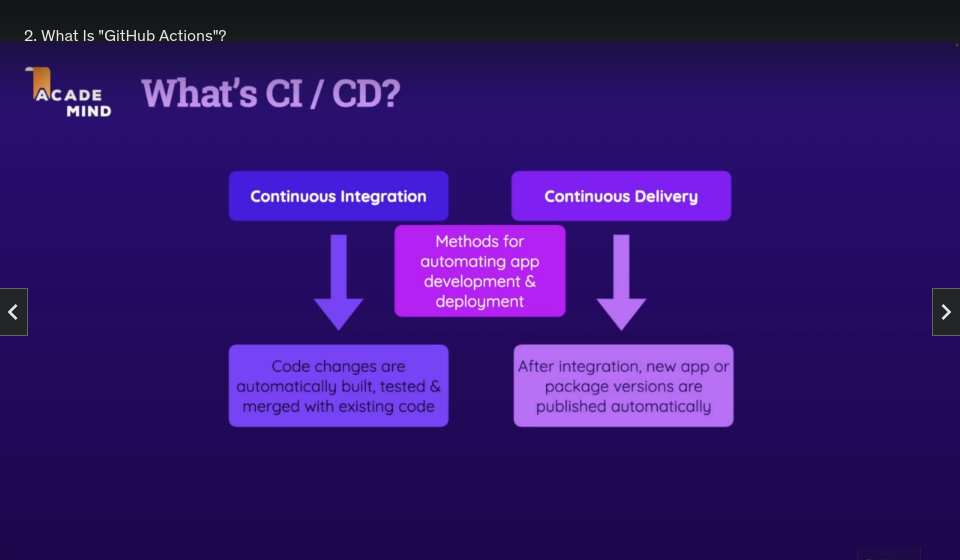 2. What Is "GitHub Actions"?
ACADE
MIND
What's CI / CD?
Continuous Integration
Continuous Delivery
Methods for
automating app
development &
deployment
Code changes are
automatically built, tested &
merged with existing code
After integration, new app or
package versions are
published automatically